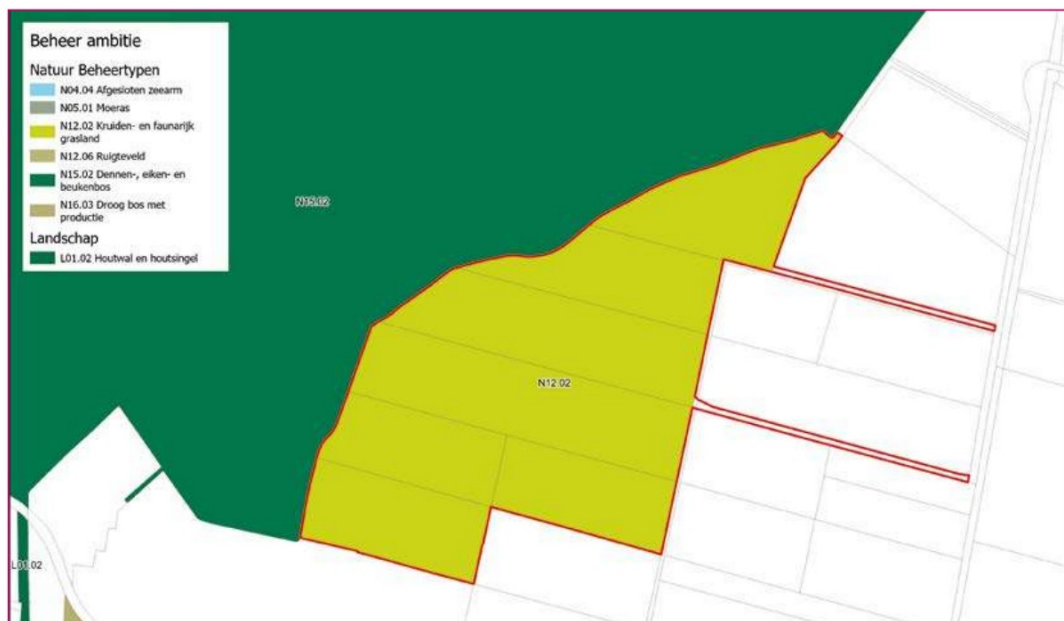 Beheer ambitie
Natuur Beheertypen
N04.04 Afgesloten zeearm
N05.01 Moeras
N12.02 Kruiden- en faunarijk
grasland
N12.06 Ruigteveld
N15.02 Dennen-, eiken- en
beukenbos
N16.03 Droog bos met
productie
Landschap
L01.02 Houtwal en houtsingel
N15.02
N12.02
L01.02